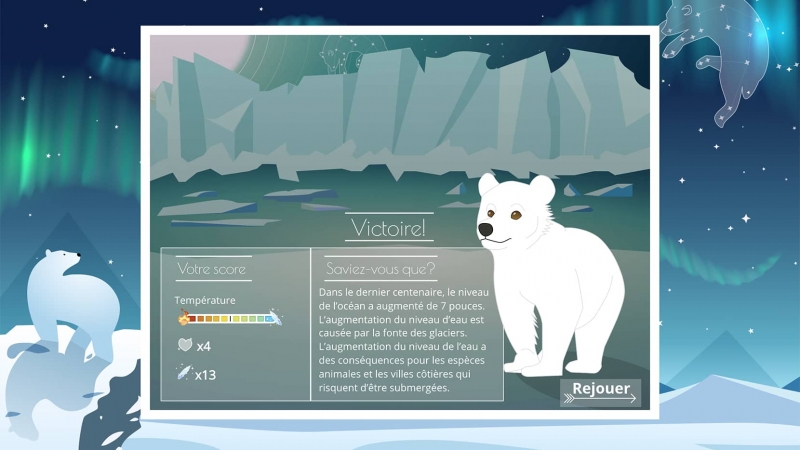 Victoire!
Votre score
Température
x4
x13
Saviez-vous que?
Dans le dernier centenaire, le niveau
de l'océan a augmenté de 7 pouces.
L'augmentation du niveau d'eau est
causée par la fonte des glaciers.
L'augmentation du niveau de l'eau a
des conséquences pour les espèces
animales et les villes côtières qui
risquent d'être submergées.
Rejouer